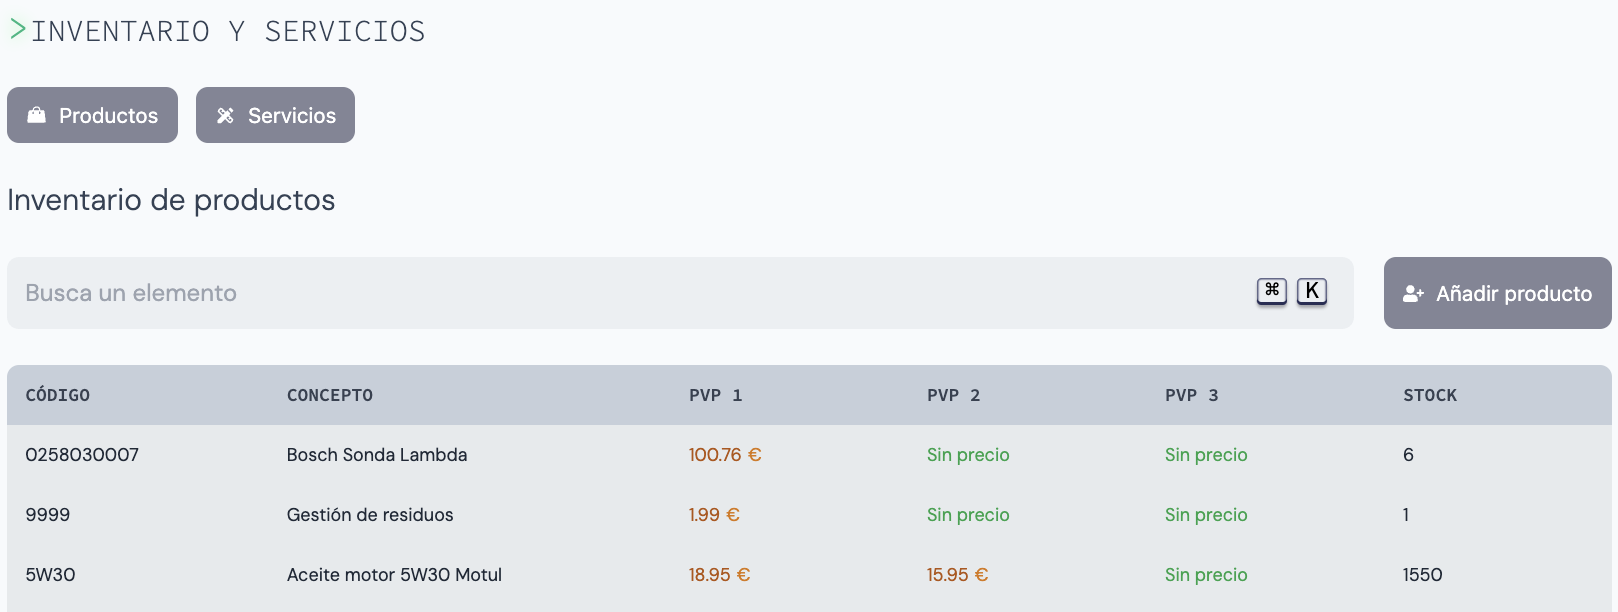 >INVENTARIO Y SERVICIOS
Productos Servicios
Inventario de productos
Busca un elemento ⌘ K Añadir producto
CÓDIGO CONCEPTO PVP 1 PVP 2 PVP 3 STOCK
0258030007 Bosch Sonda Lambda 100.76 € Sin precio Sin precio 6
9999 Gestión de residuos 1.99 € Sin precio Sin precio 1
5W30 Aceite motor 5W30 Motul 18.95 € 15.95 € Sin precio 1550